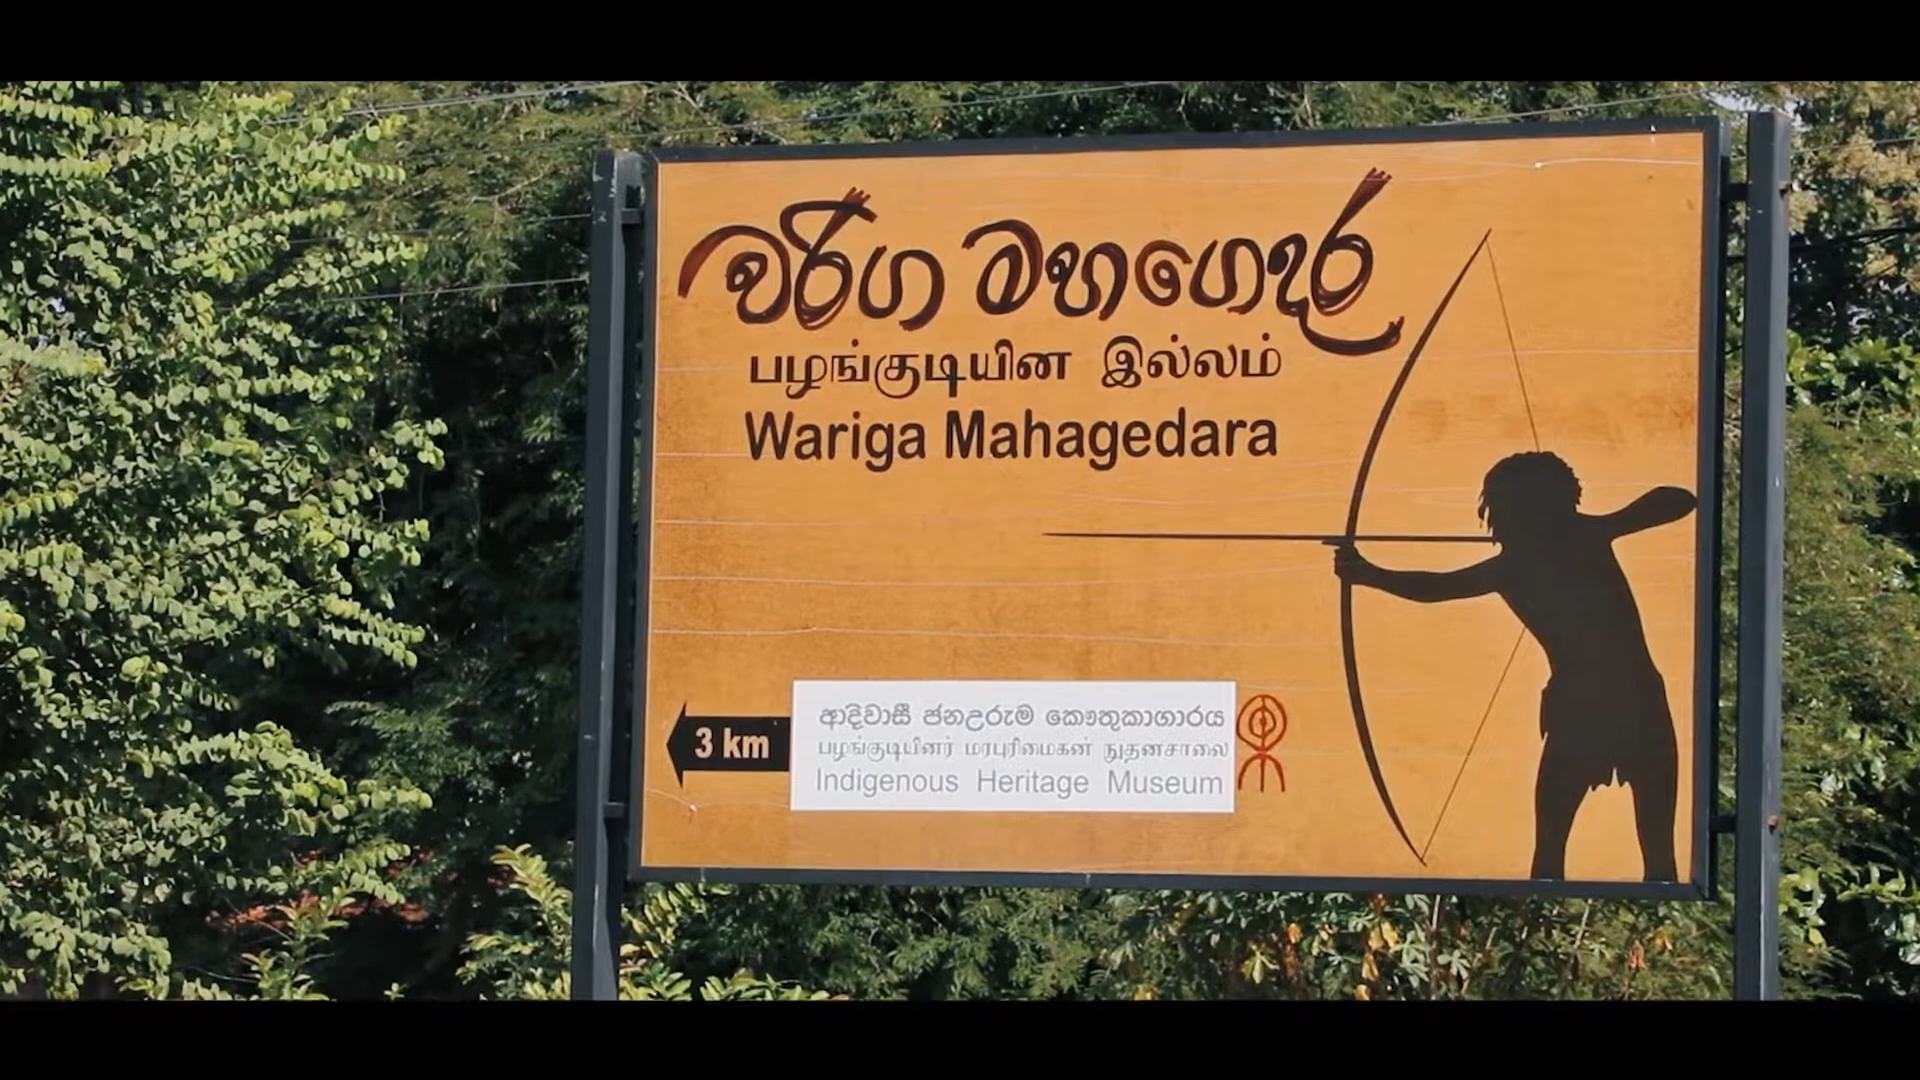 වරිග මහගෙදර
பழங்குடியின இல்லம்
Wariga Mahagedara
3 km
ආදිවාසී ජනඋරුම කෞතුකාගාරය
பழங்குடியினர் மரபுரிமைகன் நுதனசாலை
Indigenous Heritage Museum